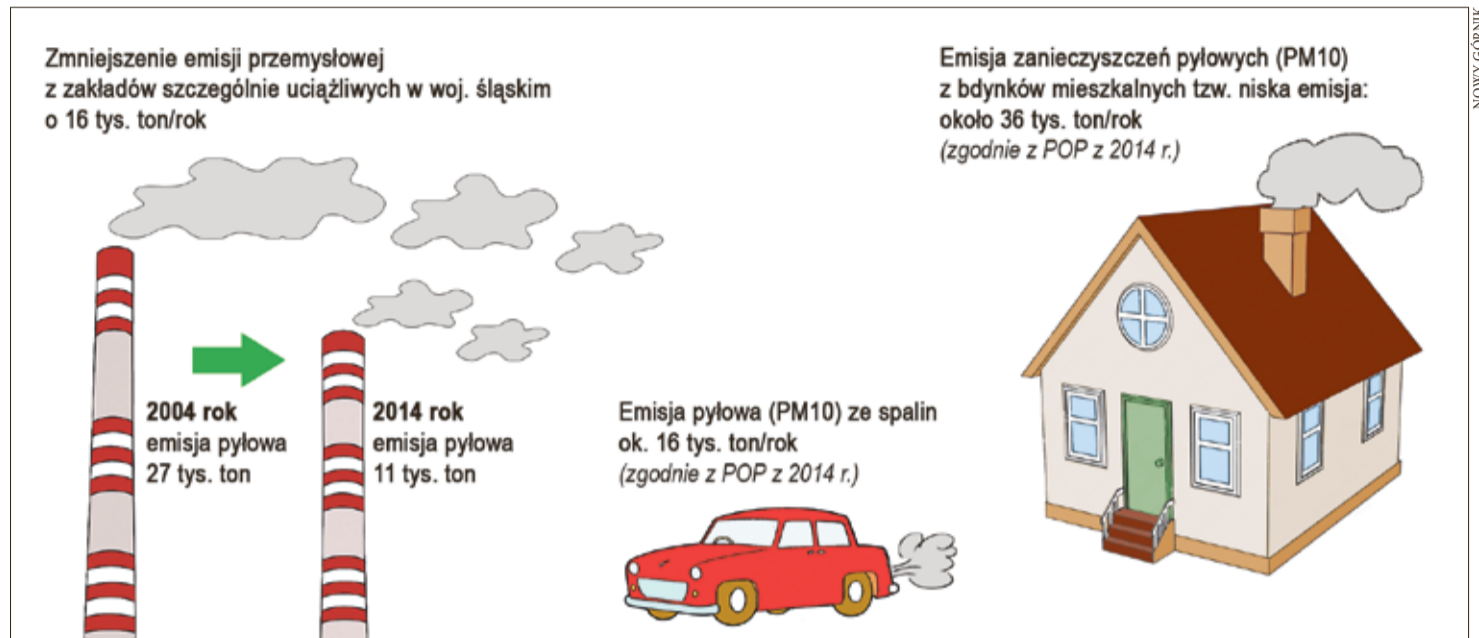 Zmniejszenie emisji przemysłowej
z zakładów szczególnie uciążliwych w woj. śląskim
o 16 tys. ton/rok
Emisja zanieczyszczeń pyłowych (PM10)
z bdynków mieszkalnych tzw. niska emisja:
około 36 tys. ton/rok
(zgodnie z POP z 2014 r.)
NOWY GÓRNIK
2004 rok
emisja pyłowa
27 tys. ton
2014 rok
emisja pyłowa
11 tys. ton
Emisja pyłowa (PM10) ze spalin
ok. 16 tys. ton/rok
(zgodnie z POP z 2014 r.)